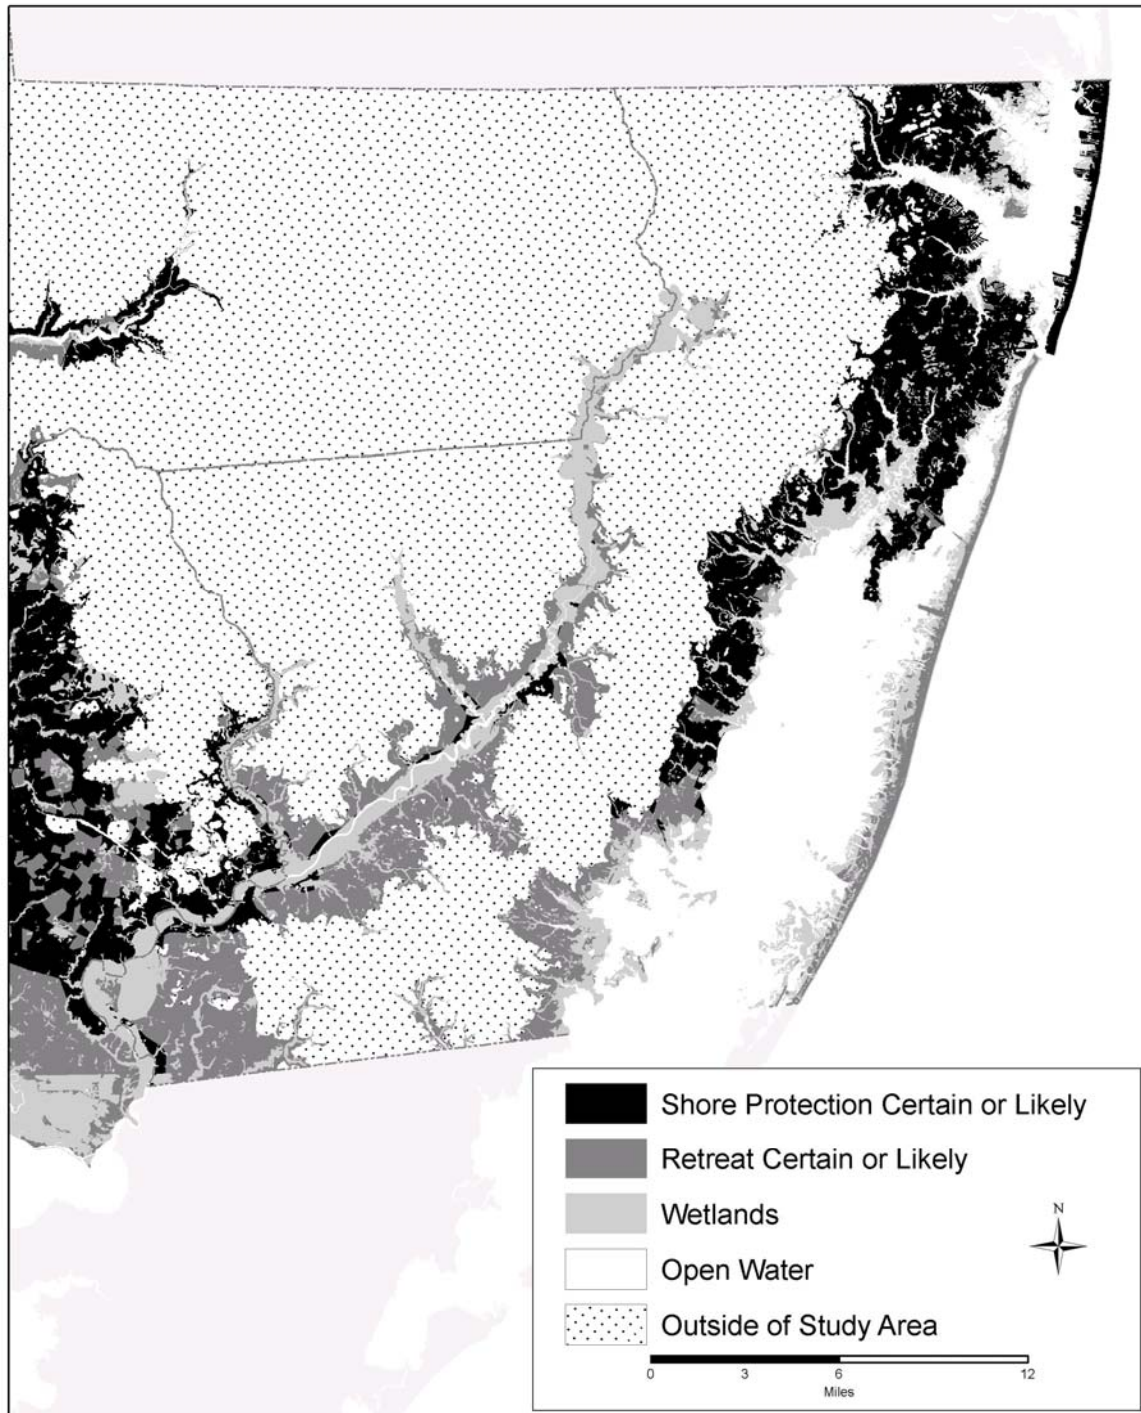 Shore Protection Certain or Likely
Retreat Certain or Likely
Wetlands
N
Open Water
Outside of Study Area
0 3 6 12
Miles